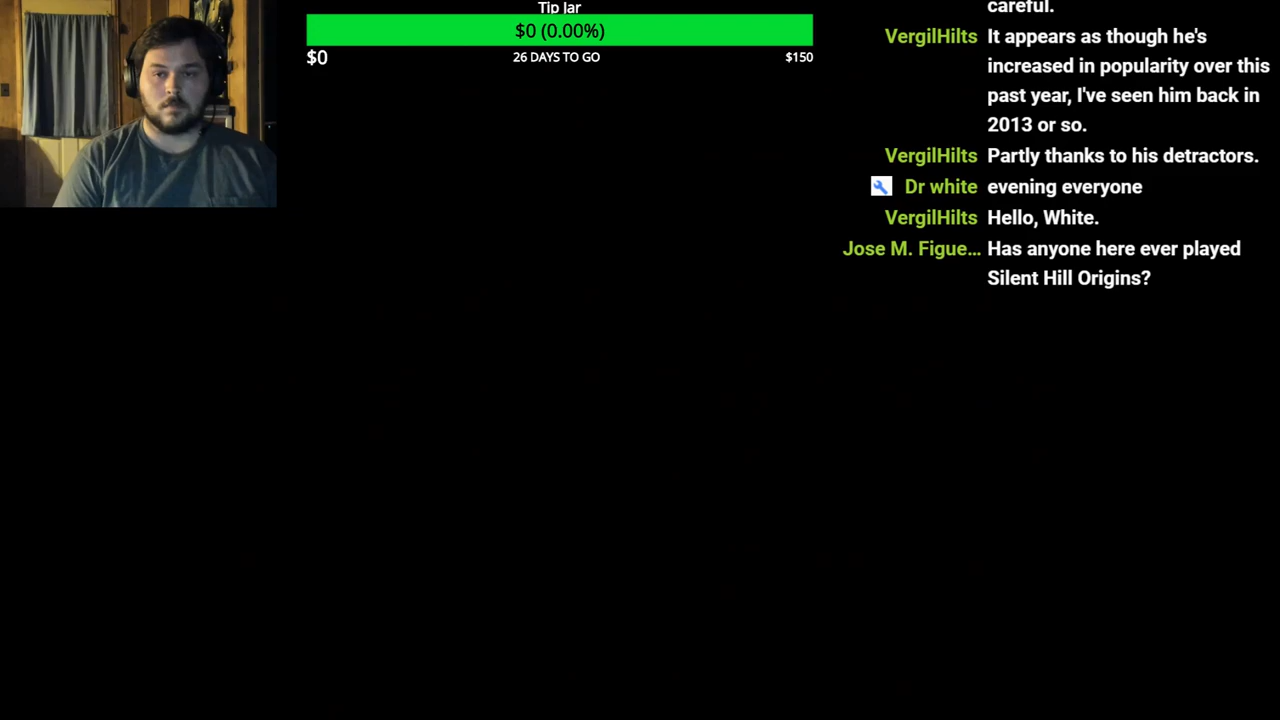 Tip Jar
$0 (0.00%)
$0
26 DAYS TO GO
$150
careful.
VergilHilts It appears as though he's
increased in popularity over this
past year, I've seen him back in
2013 or so.
VergilHilts Partly thanks to his detractors.
Dr white evening everyone
VergilHilts Hello, White.
Jose M. Figue… Has anyone here ever played
Silent Hill Origins?